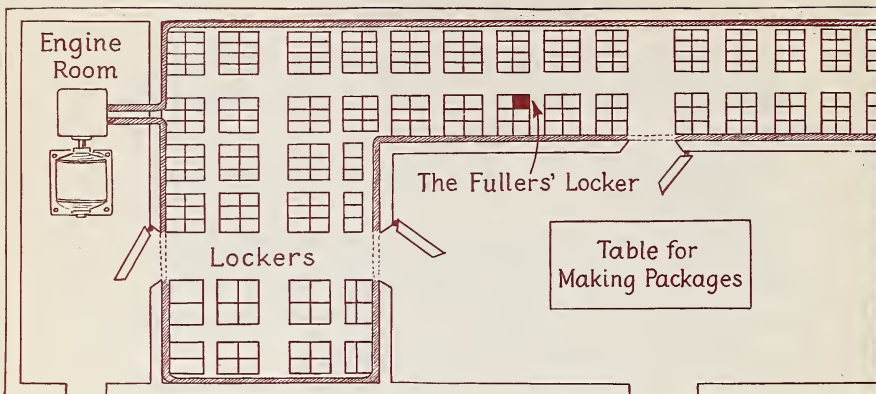 Engine
Room
The Fullers' Locker
Lockers
Table for
Making Packages